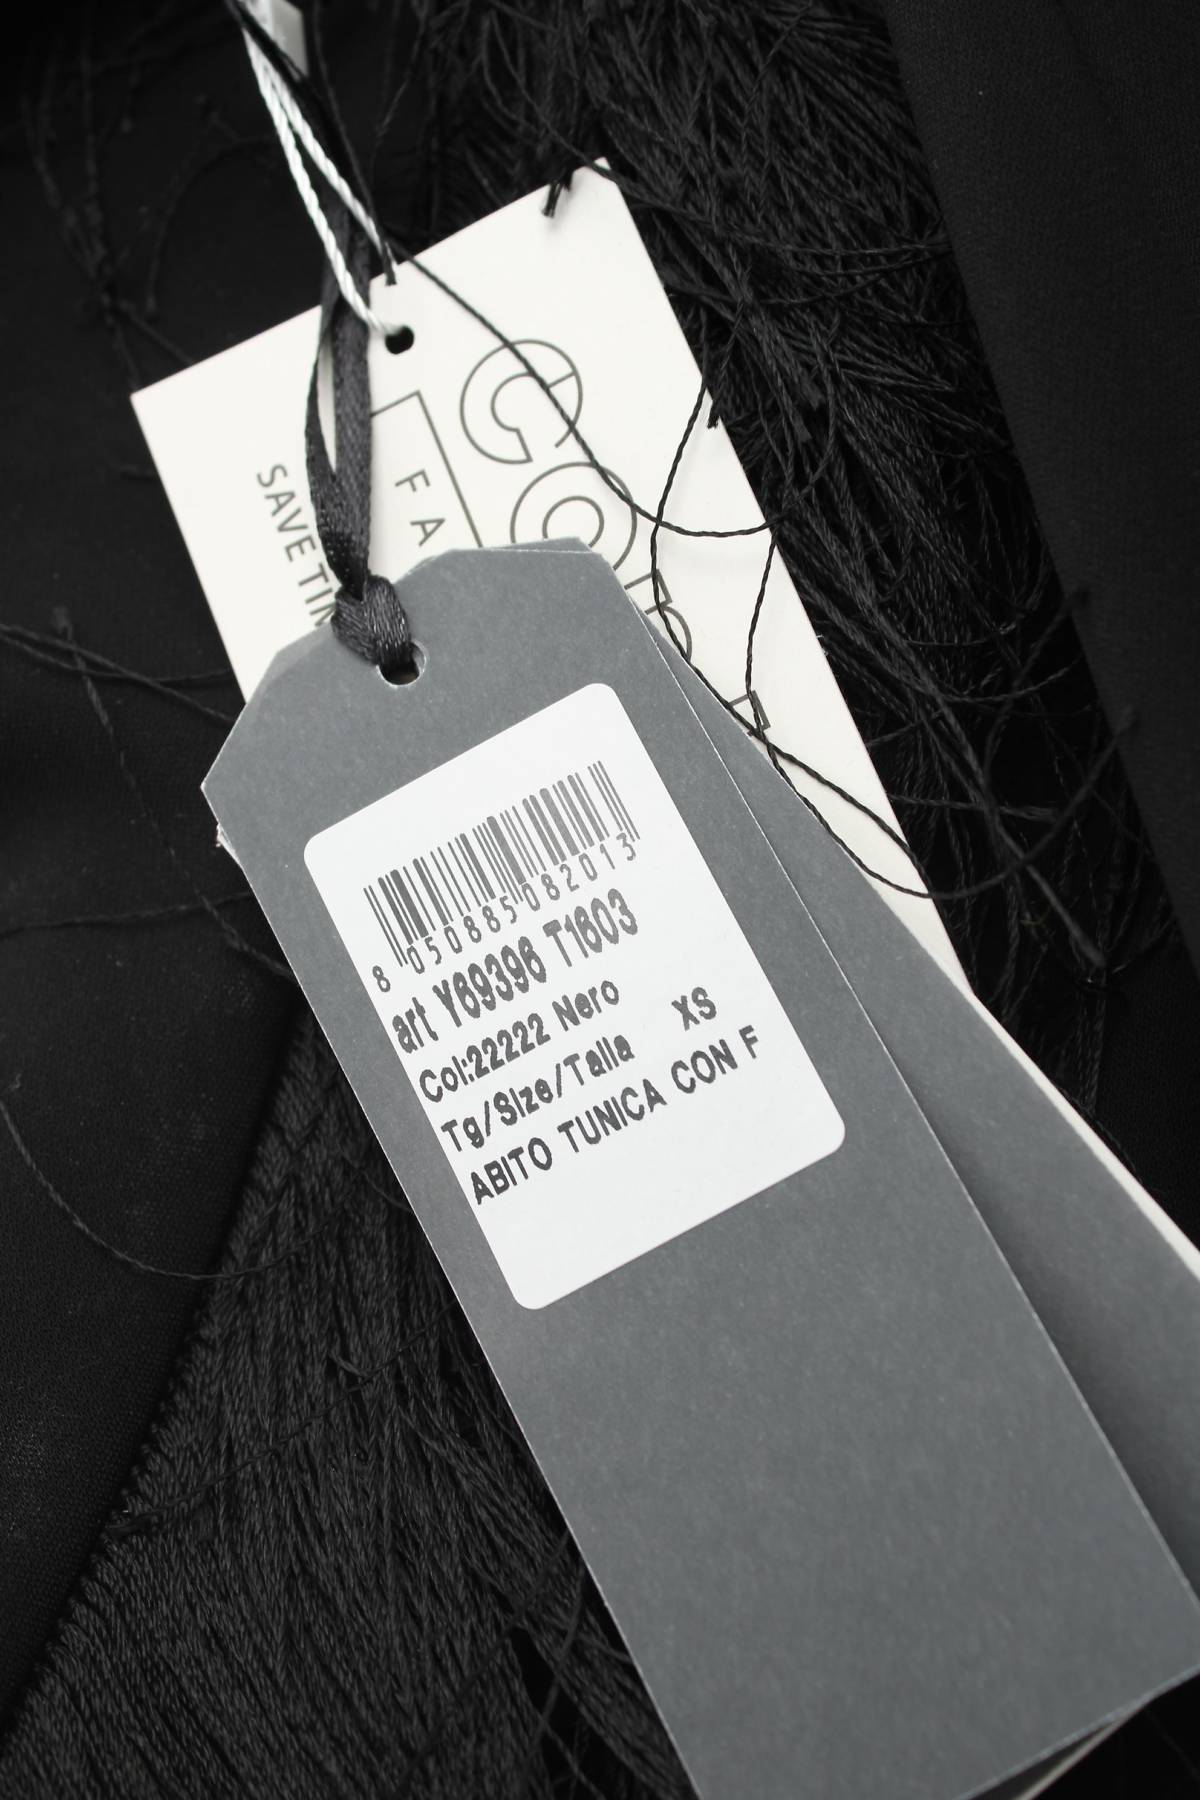 SAVE TIM
FA
8 050885 082013
art Y69396 T1603
Col:22222 Nero
Tg/Size/Talla XS
ABITO TUNICA CON F